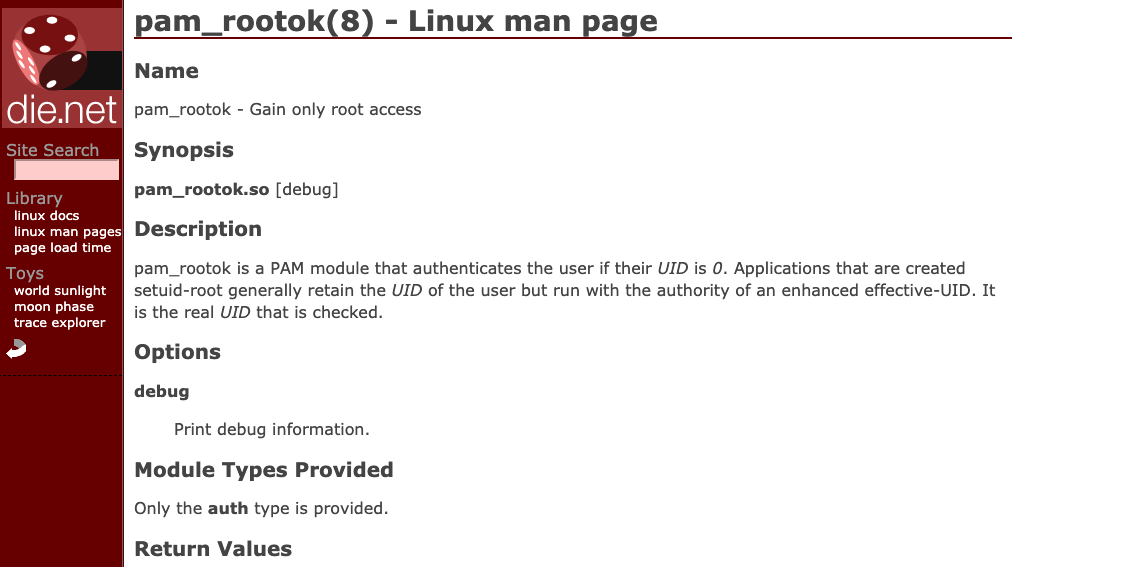 die.net
Site Search
Library
linux docs
linux man pages
page load time
Toys
world sunlight
moon phase
trace explorer
pam_rootok(8) - Linux man page
Name
pam_rootok - Gain only root access
Synopsis
pam_rootok.so [debug]
Description
pam_rootok is a PAM module that authenticates the user if their UID is 0. Applications that are created
setuid-root generally retain the UID of the user but run with the authority of an enhanced effective-UID. It
is the real UID that is checked.
Options
debug
Print debug information.
Module Types Provided
Only the auth type is provided.
Return Values